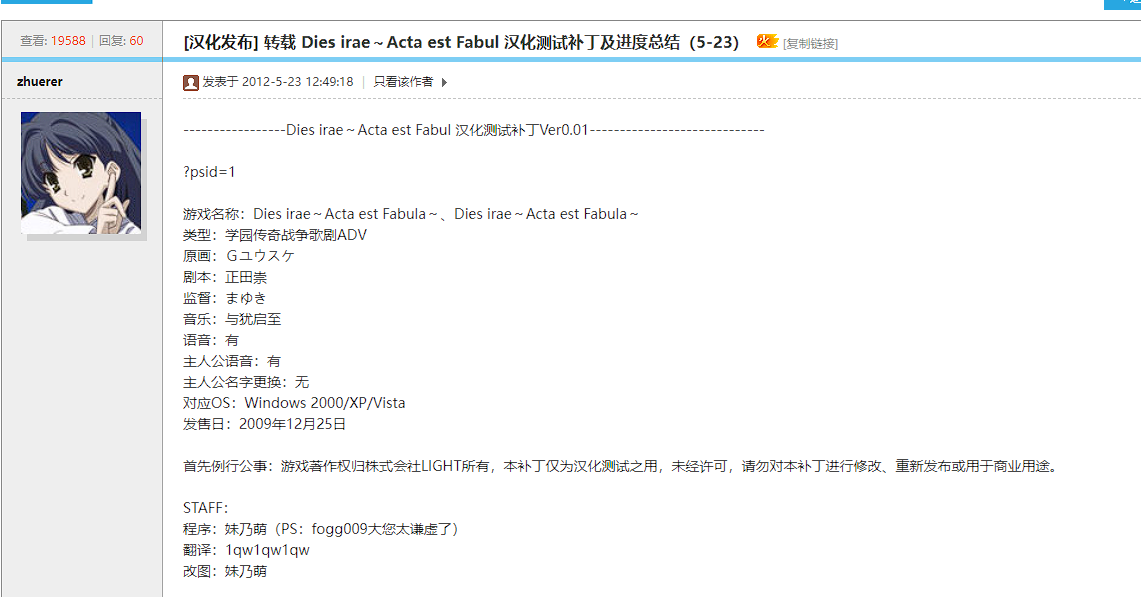 查看: 19588 | 回复: 60
[汉化发布] 转载 Dies irae～Acta est Fabul 汉化测试补丁及进度总结（5-23） 火 [复制链接]
zhuerer
发表于 2012-5-23 12:49:18 | 只看该作者
-----------------Dies irae～Acta est Fabul 汉化测试补丁Ver0.01-----------------------------
?psid=1
游戏名称：Dies irae～Acta est Fabula～、Dies irae～Acta est Fabula～
类型：学园传奇战争歌剧ADV
原画：Ｇユウスケ
剧本：正田崇
监督：まゆき
音乐：与犹启至
语音：有
主人公语音：有
主人公名字更换：无
对应OS：Windows 2000/XP/Vista
发售日：2009年12月25日
首先例行公事：游戏著作权归株式会社LIGHT所有，本补丁仅为汉化测试之用，未经许可，请勿对本补丁进行修改、重新发布或用于商业用途。
STAFF：
程序：妹乃萌（PS：fogg009大您太谦虚了）
翻译：1qw1qw1qw
改图：妹乃萌